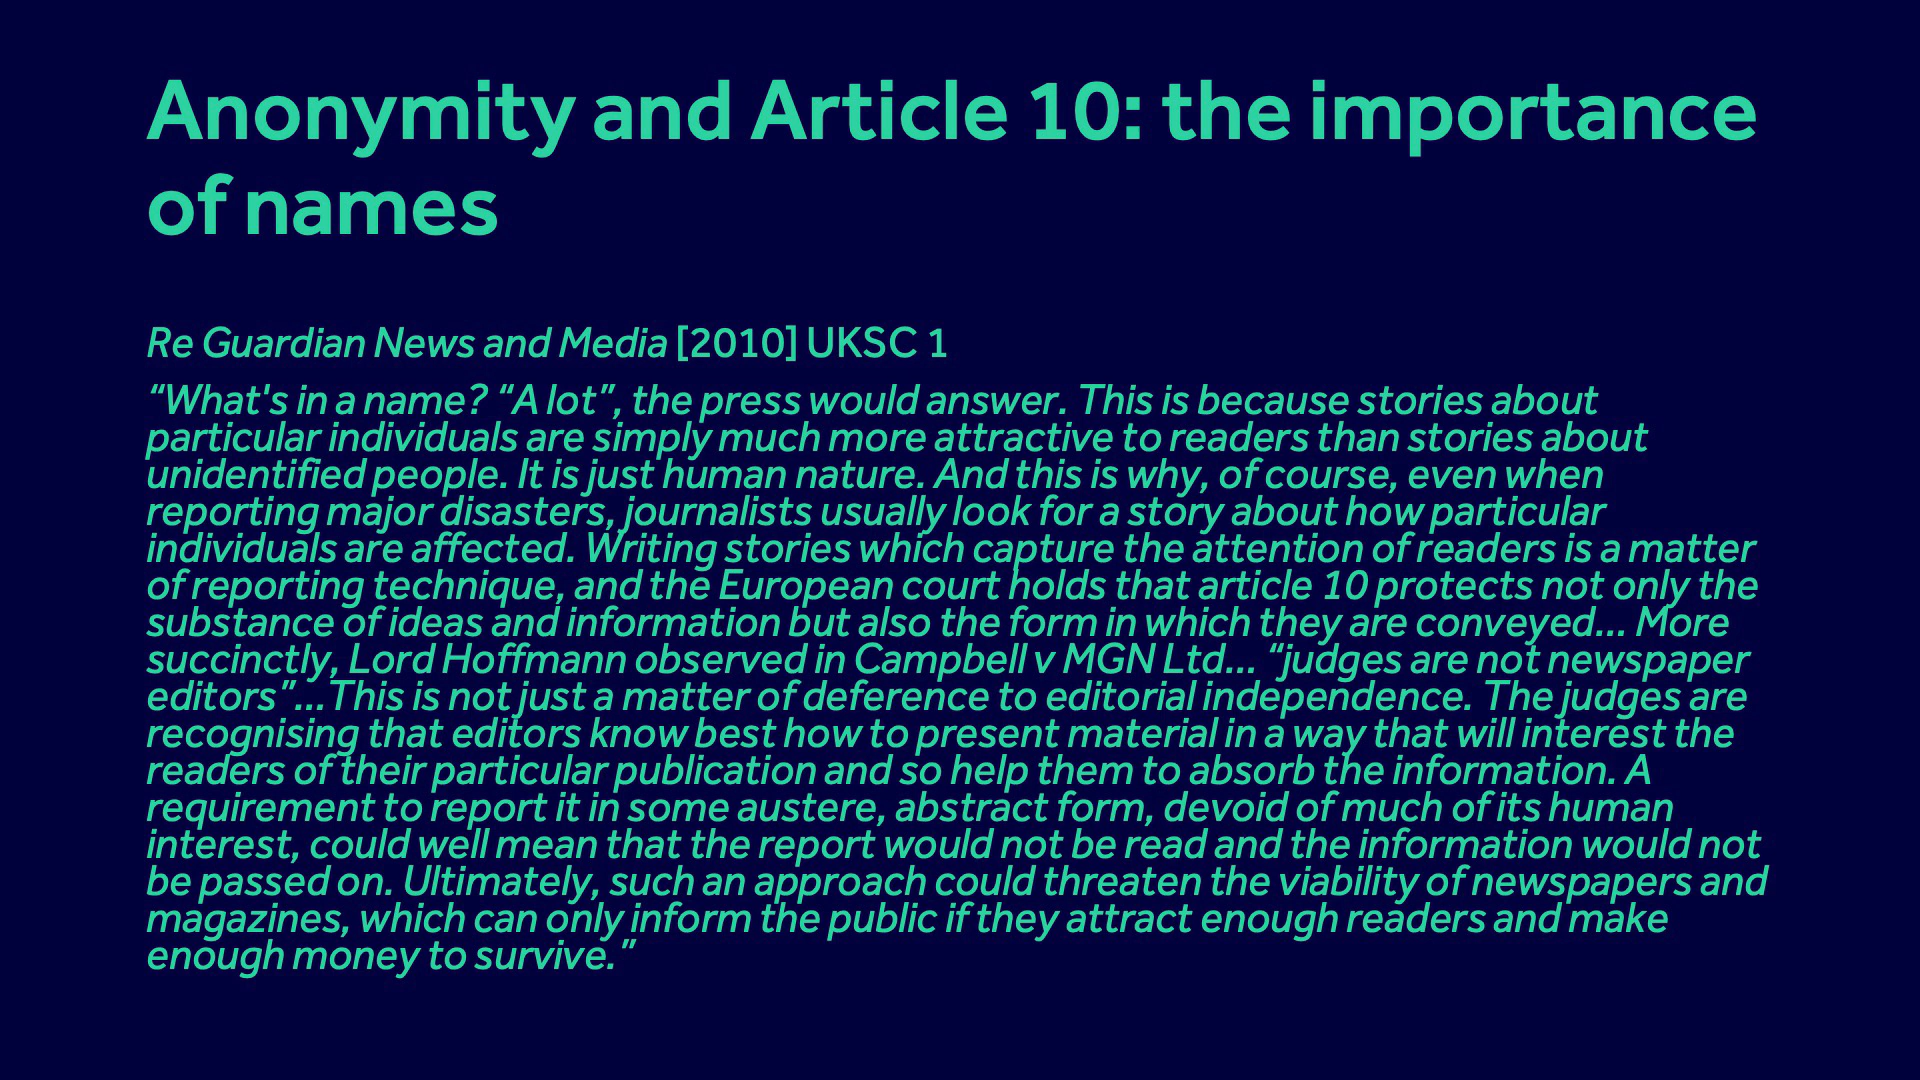 Anonymity and Article 10: the importance
of names
Re Guardian News and Media [2010] UKSC 1
“What's in a name? “A lot”, the press would answer. This is because stories about
particular individuals are simply much more attractive to readers than stories about
unidentified people. It is just human nature. And this is why, of course, even when
reporting major disasters, journalists usually look for a story about how particular
individuals are affected. Writing stories which capture the attention of readers is a matter
of reporting technique, and the European court holds that article 10 protects not only the
substance of ideas and information but also the form in which they are conveyed... More
succinctly, Lord Hoffmann observed in Campbell v MGN Ltd... “judges are not newspaper
editors”...This is not just a matter of deference to editorial independence. The judges are
recognising that editors know best how to present material in a way that will interest the
readers of their particular publication and so help them to absorb the information. A
requirement to report it in some austere, abstract form, devoid of much of its human
interest, could well mean that the report would not be read and the information would not
be passed on. Ultimately, such an approach could threaten the viability of newspapers and
magazines, which can only inform the public if they attract enough readers and make
enough money to survive.”